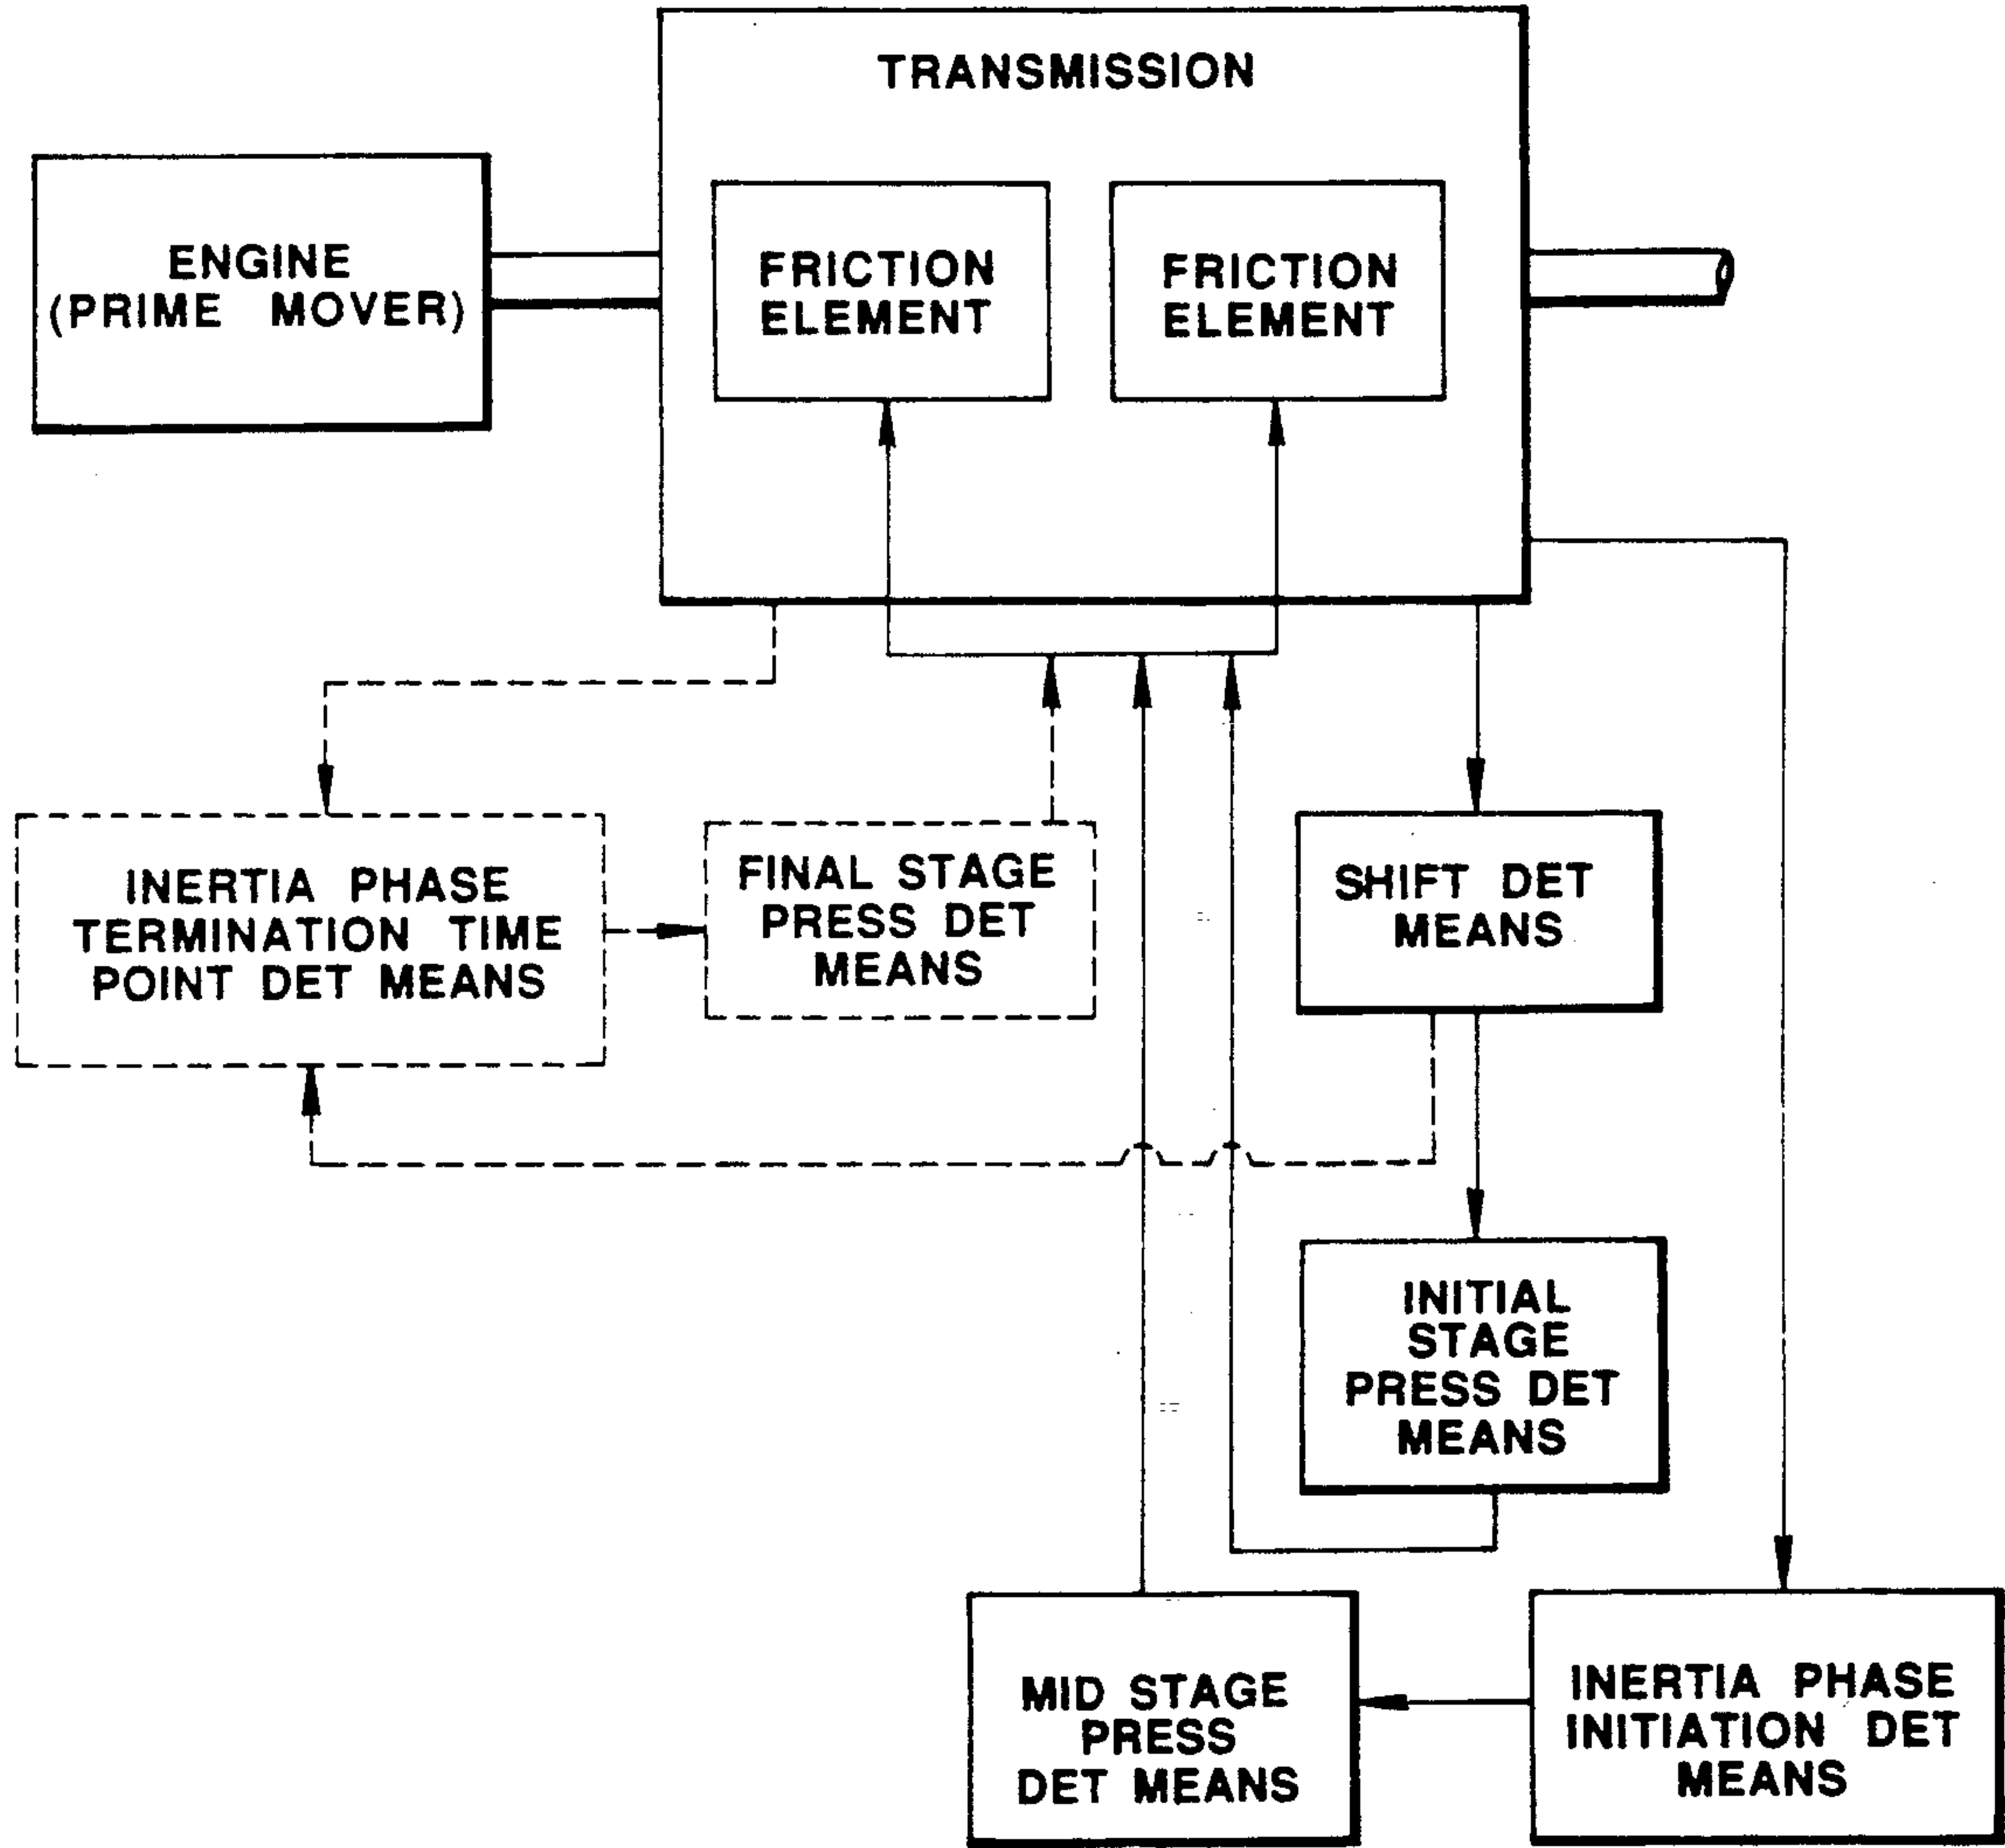 TRANSMISSION
ENGINE
(PRIME MOVER)
FRICTION
ELEMENT
FRICTION
ELEMENT
INERTIA PHASE
TERMINATION TIME
POINT DET MEANS
FINAL STAGE
PRESS DET
MEANS
SHIFT DET
MEANS
INITIAL
STAGE
PRESS DET
MEANS
MID STAGE
PRESS
DET MEANS
INERTIA PHASE
INITIATION DET
MEANS